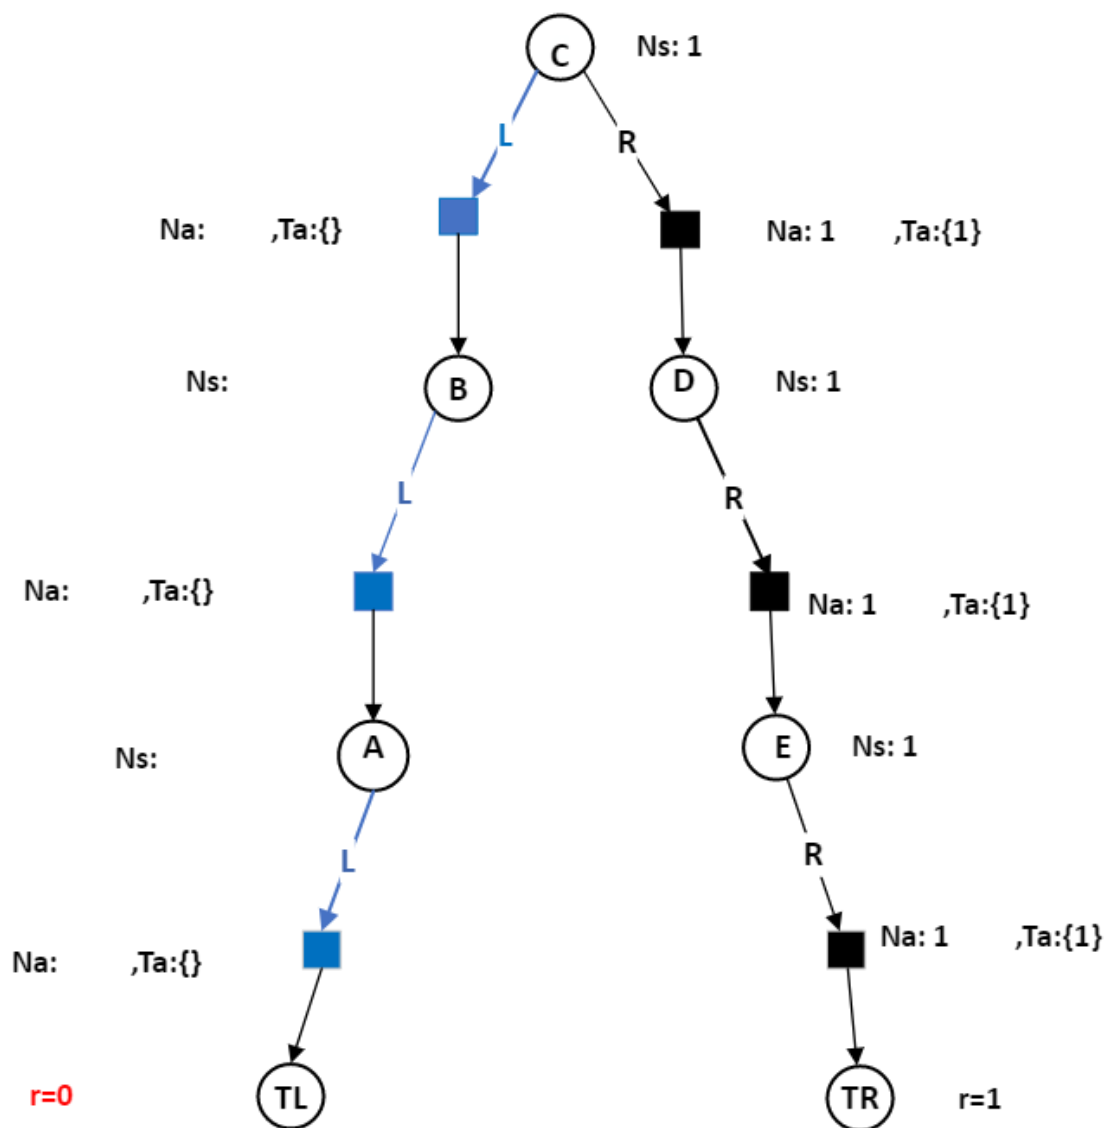 C
Ns: 1
L
R
Na: ,Ta:{}
Na: 1 ,Ta:{1}
Ns:
B
D
Ns: 1
L
R
Na: ,Ta:{}
Na: 1 ,Ta:{1}
Ns:
A
E
Ns: 1
L
R
Na: ,Ta:{}
Na: 1 ,Ta:{1}
r=0
TL
TR
r=1